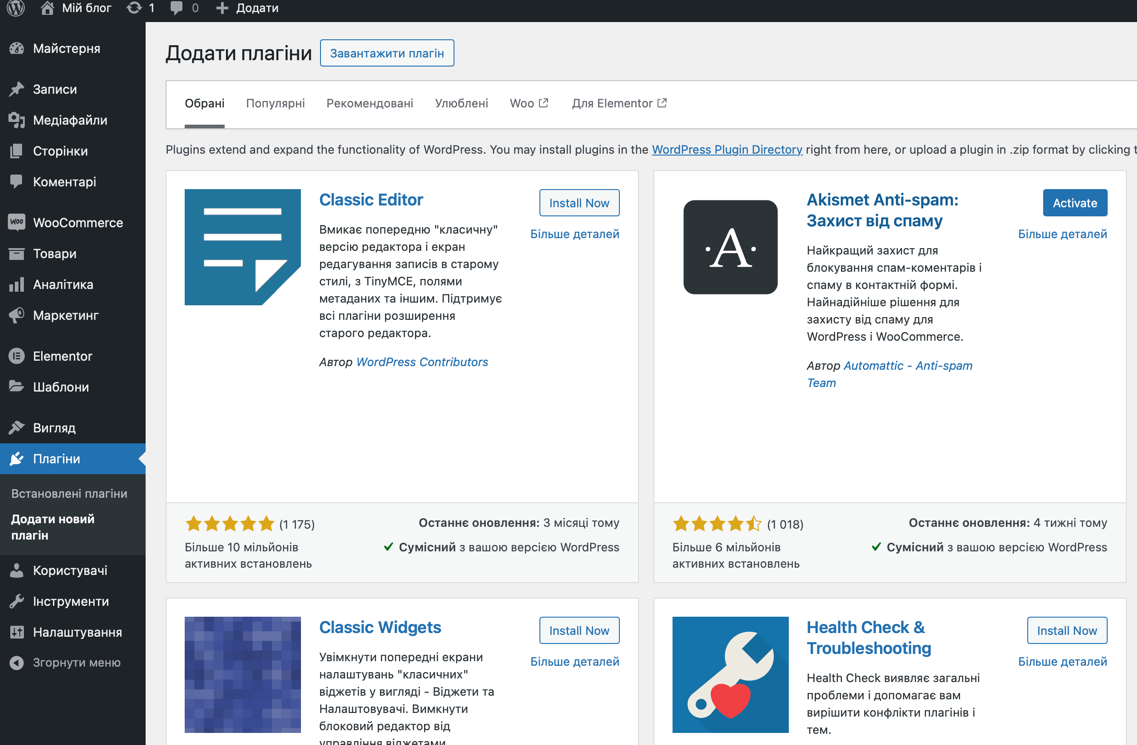 Мій блог 1 0 Додати
Майстерня
Записи
Медіафайли
Сторінки
Коментарі
WooCommerce
Товари
Аналітика
Маркетинг
Elementor
Шаблони
Вигляд
Плагіни
Встановлені плагіни
Додати новий
плагін
Користувачі
Інструменти
Налаштування
Згорнути меню
Додати плагіни
Завантажити плагін
Обрані Популярні Рекомендовані Улюблені Woo Для Elementor
Plugins extend and expand the functionality of WordPress. You may install plugins in the WordPress Plugin Directory right from here, or upload a plugin in .zip format by clicking
Classic Editor
Install Now
Більше деталей
Вмикає попередню "класичну"
версію редактора і екран
редагування записів в старому
стилі, з TinyMCE, полями
метаданих та іншим. Підтримує
всі плагіни розширення
старого редактора.
Автор WordPress Contributors
(1 175)
Більше 10 мільйонів
активних встановлень
Останнє оновлення: 3 місяці тому
Сумісний з вашою версією WordPress
A
Akismet Anti-spam:
Захист від спаму
Activate
Більше деталей
Найкращий захист для
блокування спам-коментарів і
спаму в контактній формі.
Найнадійніше рішення для
захисту від спаму для
WordPress і WooCommerce.
Автор Automattic - Anti-spam
Team
(1 018)
Більше 6 мільйонів
активних встановлень
Останнє оновлення: 4 тижні тому
Сумісний з вашою версією WordPress
Classic Widgets
Install Now
Більше деталей
Увімкнути попередні екрани
налаштувань "класичних"
віджетів у вигляді - Віджети та
Налаштовувачі. Вимкнути
блоковий редактор від
управління віджетами.
Health Check &
Troubleshooting
Install Now
Більше деталей
Health Check виявляє загальні
проблеми і допомагає вам
вирішити конфлікти плагінів і
тем.